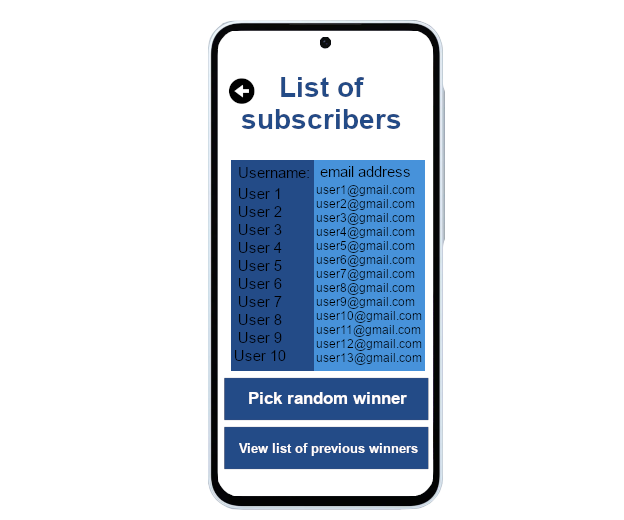 List of
subscribers
Username:
User 1
User 2
User 3
User 4
User 5
User 6
User 7
User 8
User 9
User 10
email address
user1@gmail.com
user2@gmail.com
user3@gmail.com
user4@gmail.com
user5@gmail.com
user6@gmail.com
user7@gmail.com
user8@gmail.com
user9@gmail.com
user10@gmail.com
user11@gmail.com
user12@gmail.com
user13@gmail.com
Pick random winner
View list of previous winners